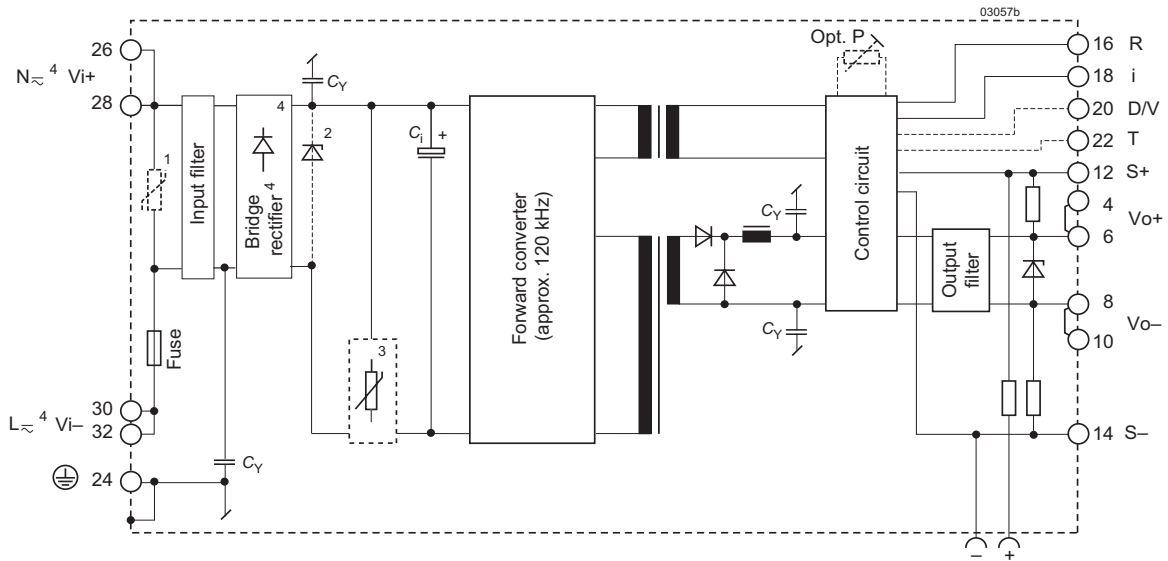 03057b
Opt. P
26
N≂ 4 Vi+
28
CY
1
Input filter
4
Bridge
rectifier 4
2
Ci +
Forward converter
(approx. 120 kHz)
3
Fuse
30
L≂ 4 Vi–
32
24
CY
CY
CY
Control circuit
Output
filter
16 R
18 i
20 D/V
22 T
12 S+
4
Vo+
6
8
Vo–
10
14 S–
– +